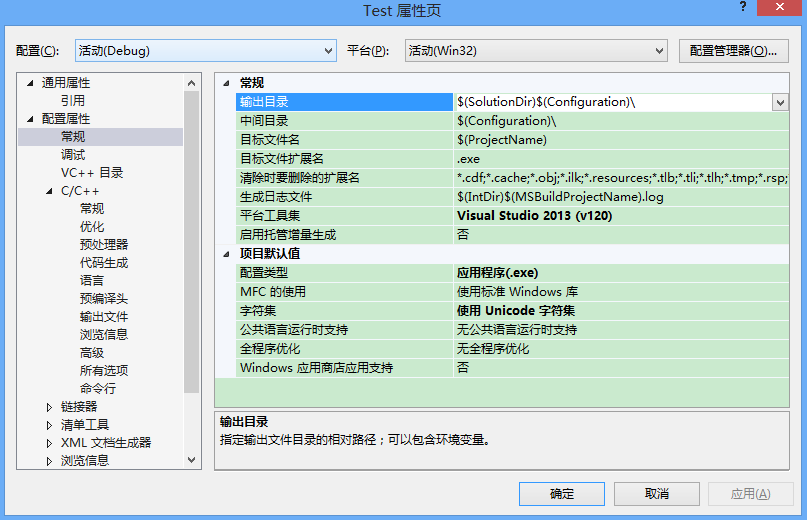 Test 属性页
?
配置(C): 活动(Debug) 平台(P): 活动(Win32) 配置管理器(O)...
通用属性
引用
配置属性
常规
调试
VC++ 目录
C/C++
常规
优化
预处理器
代码生成
语言
预编译头
输出文件
浏览信息
高级
所有选项
命令行
链接器
清单工具
XML 文档生成器
浏览信息
常规
输出目录 $(SolutionDir)$(Configuration)\
中间目录 $(Configuration)\
目标文件名 $(ProjectName)
目标文件扩展名 .exe
清除时要删除的扩展名 *.cdf;*.cache;*.obj;*.ilk;*.resources;*.tlb;*.tli;*.tlh;*.tmp;*.rsp;
生成日志文件 $(IntDir)$(MSBuildProjectName).log
平台工具集 Visual Studio 2013 (v120)
启用托管增量生成 否
项目默认值
配置类型 应用程序(.exe)
MFC 的使用 使用标准 Windows 库
字符集 使用 Unicode 字符集
公共语言运行时支持 无公共语言运行时支持
全程序优化 无全程序优化
Windows 应用商店应用支持 否
输出目录
指定输出文件目录的相对路径；可以包含环境变量。
确定 取消 应用(A)